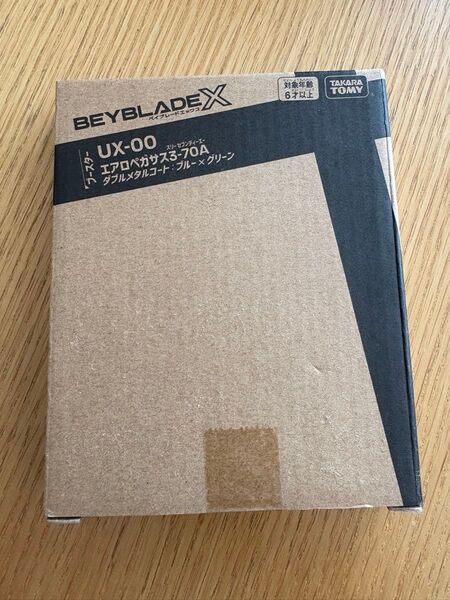 BEYBLADE X
ベイブレードエックス
対象年齢
6才以上
TAKARA
TOMY
ブースター
UX-00
スリーセブンティーエー
エアロペガサス3-70A
ダブルメタルコート:ブルー×グリーン